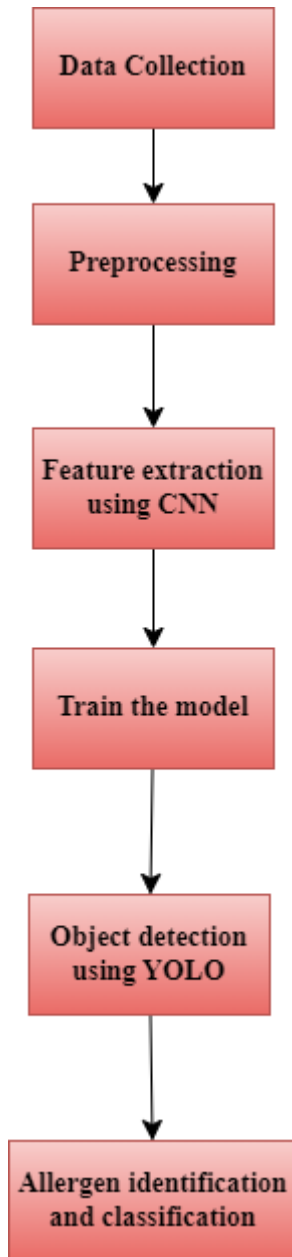 Data Collection
Preprocessing
Feature extraction
using CNN
Train the model
Object detection
using YOLO
Allergen identification
and classification